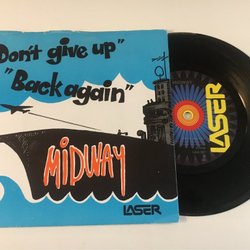 Don't give up"
"Back again"
MIDWAY
LASER
LASER